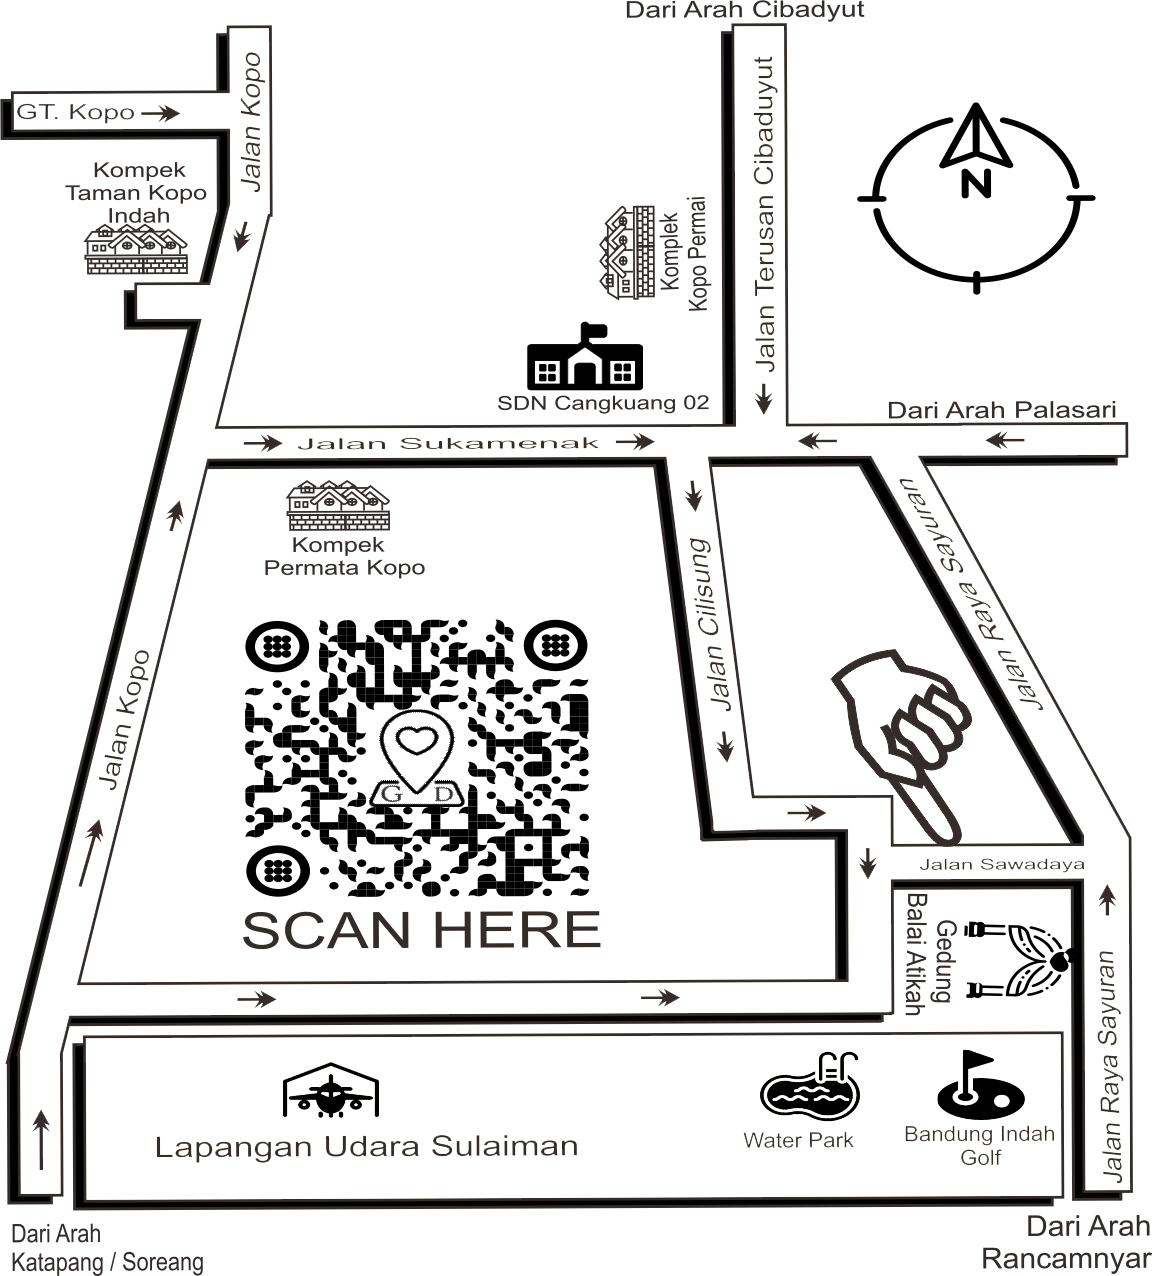 Dari Arah Cibadyut
Jalan Kopo
GT. Kopo
Jalan Terusan Cibaduyut
Kompek
Taman Kopo
Indah
N
Komplek
Kopo Permai
SDN Cangkuang 02
Dari Arah Palasari
Jalan Sukamenak
Jalan Raya Sayuran
Kompek
Permata Kopo
Jalan Cilisung
Jalan Raya Sayuran
Jalan Kopo
G D
Jalan Sawadaya
SCAN HERE
Gedung
Balai Atikah
Jalan Raya Sayuran
Lapangan Udara Sulaiman
Water Park
Bandung Indah
Golf
Dari Arah
Katapang / Soreang
Dari Arah
Rancamnyar